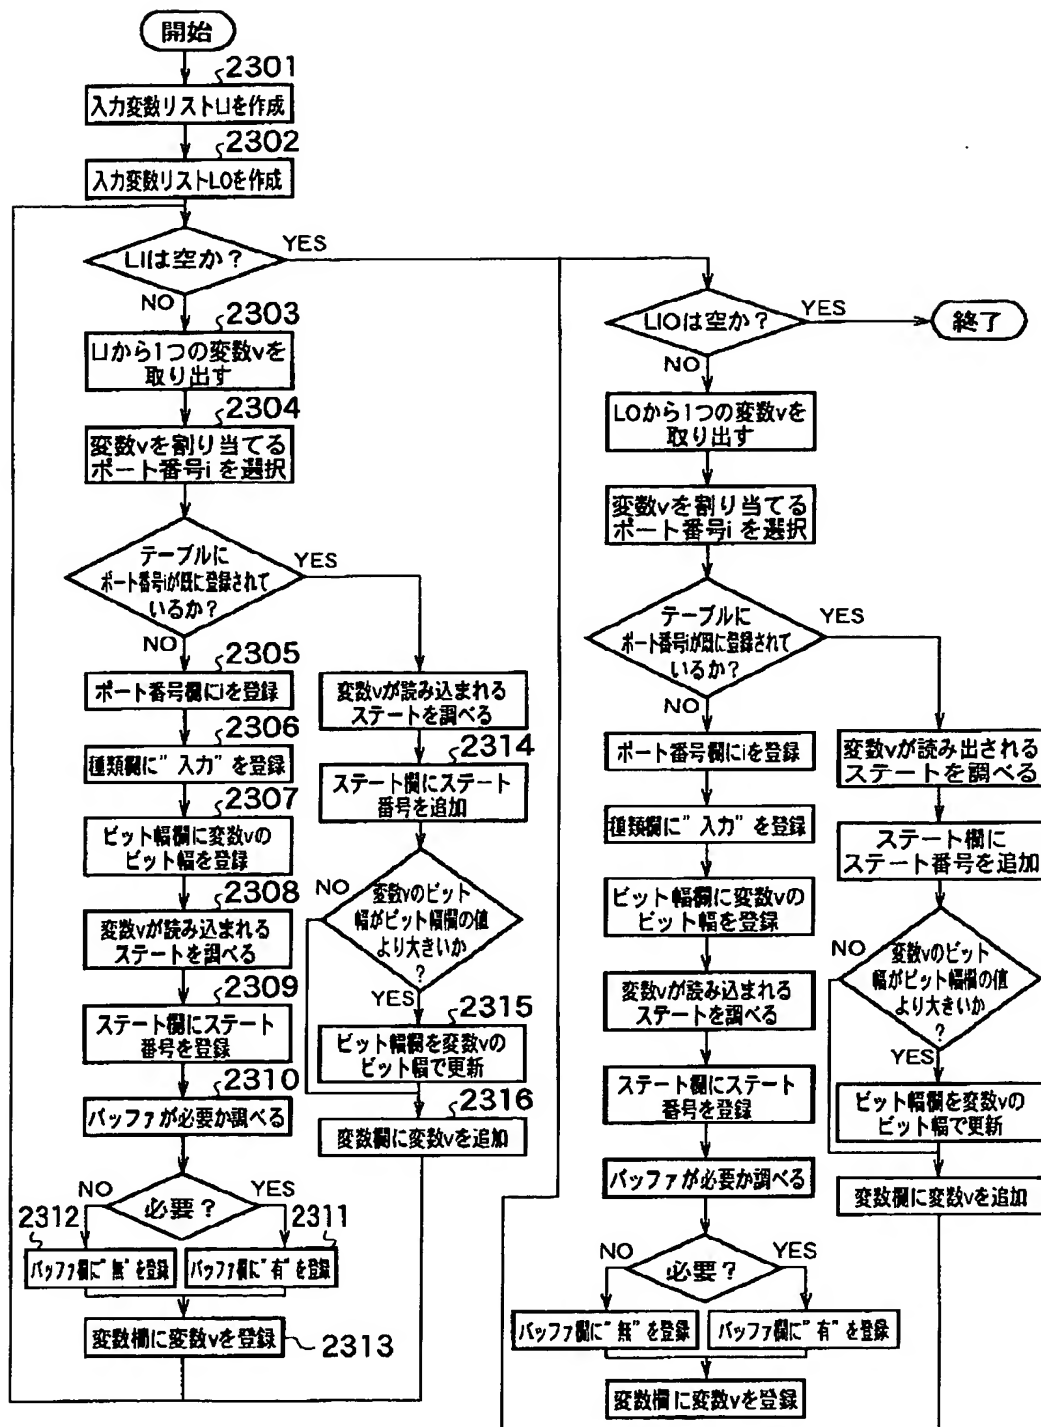 開始
2301
入力変数リストLIを作成
2302
入力変数リストLOを作成
LIは空か?
YES
NO
2303
LIから1つの変数vを
取り出す
2304
変数vを割り当てる
ポート番号iを選択
テーブルに
ポート番号iが既に登録されて
いるか?
YES
NO
2305
ポート番号欄にiを登録
2306
種類欄に"入力"を登録
2307
ビット幅欄に変数vの
ビット幅を登録
2308
変数vが読み込まれる
ステートを調べる
2309
ステート欄にステート
番号を登録
2310
バッファが必要か調べる
必要?
NO
YES
2312
2311
バッファ欄に"無"を登録
バッファ欄に"有"を登録
変数欄に変数vを登録
2313
変数vが読み込まれる
ステートを調べる
2314
ステート欄にステート
番号を追加
NO
変数vのビット
幅がビット幅欄の値
より大きいか
?
YES
2315
ビット幅欄を変数vの
ビット幅で更新
2316
変数欄に変数vを追加
LIOは空か?
YES
終了
NO
LOから1つの変数vを
取り出す
変数vを割り当てる
ポート番号iを選択
テーブルに
ポート番号iが既に登録されて
いるか?
YES
NO
ポート番号欄にiを登録
種類欄に"入力"を登録
ビット幅欄に変数vの
ビット幅を登録
変数vが読み込まれる
ステートを調べる
ステート欄にステート
番号を登録
バッファが必要か調べる
NO
YES
必要?
バッファ欄に"無"を登録
バッファ欄に"有"を登録
変数欄に変数vを登録
変数vが読み出される
ステートを調べる
ステート欄に
ステート番号を追加
NO
変数vのビット
幅がビット幅欄の値
より大きいか
?
YES
ビット幅欄を変数vの
ビット幅で更新
変数欄に変数vを追加